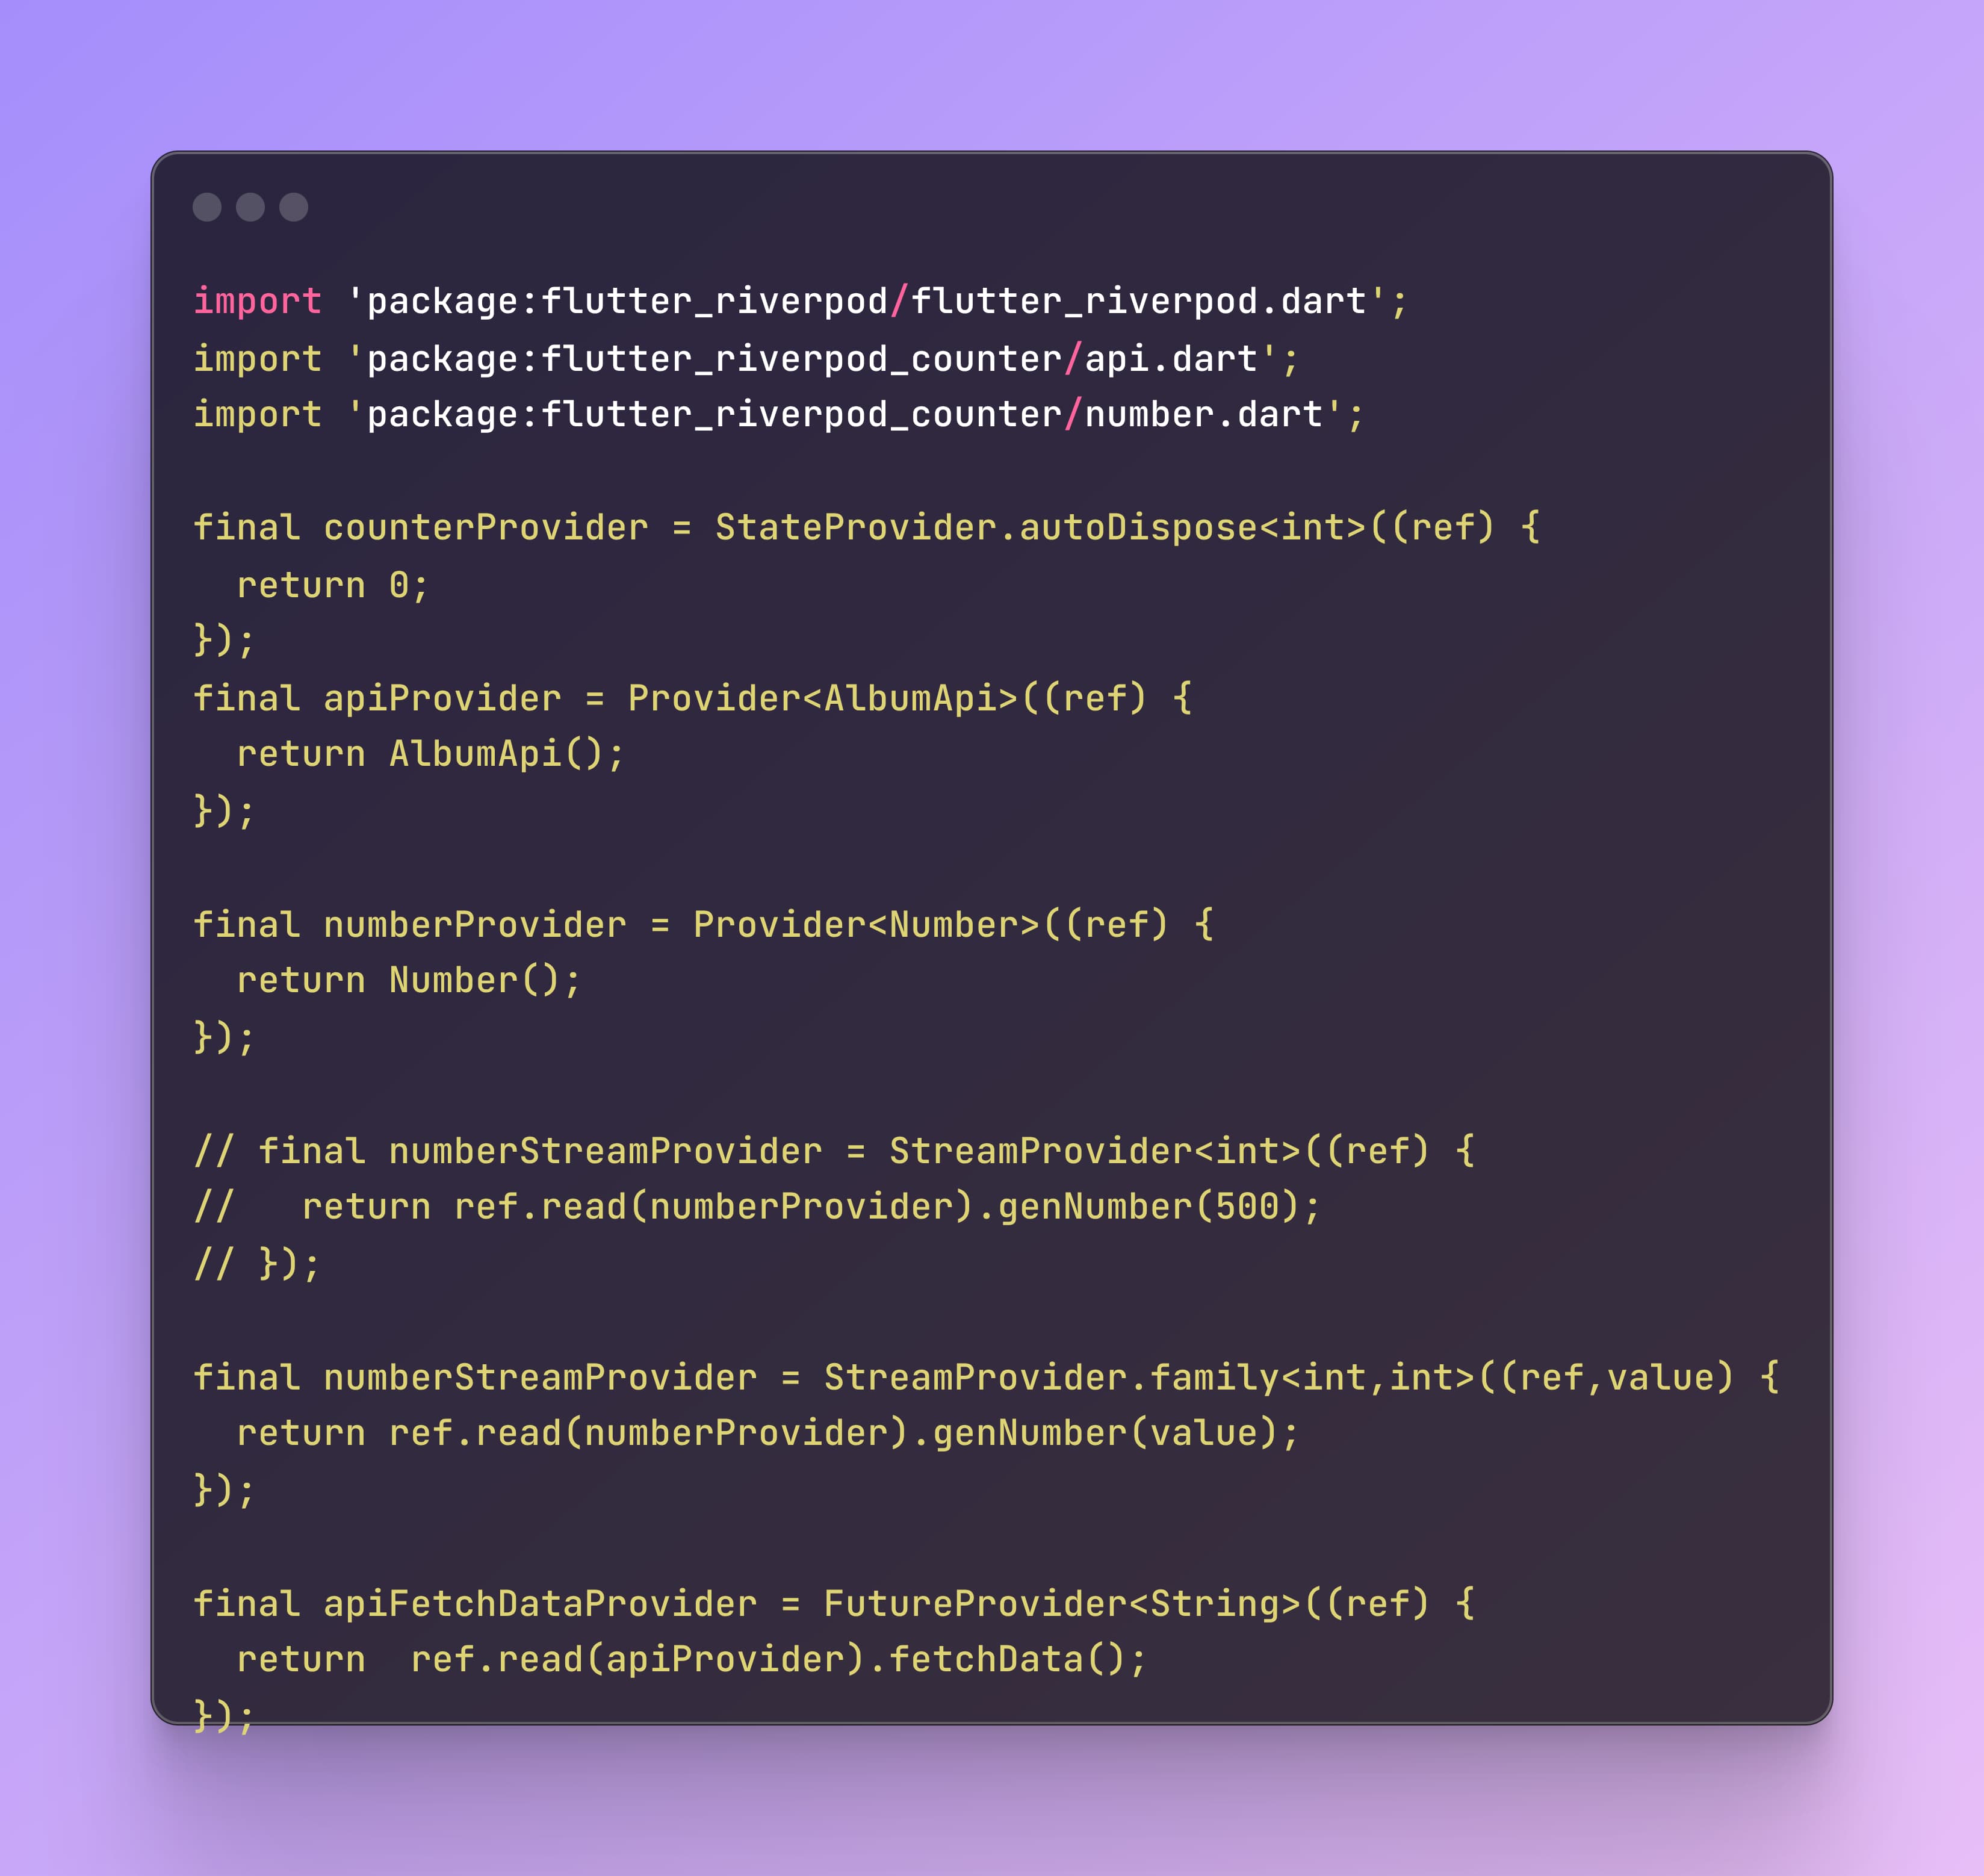 import 'package:flutter_riverpod/flutter_riverpod.dart';
import 'package:flutter_riverpod_counter/api.dart';
import 'package:flutter_riverpod_counter/number.dart';

final counterProvider = StateProvider.autoDispose<int>((ref) {
  return 0;
});
final apiProvider = Provider<AlbumApi>((ref) {
  return AlbumApi();
});

final numberProvider = Provider<Number>((ref) {
  return Number();
});

// final numberStreamProvider = StreamProvider<int>((ref) {
//   return ref.read(numberProvider).genNumber(500);
// });

final numberStreamProvider = StreamProvider.family<int,int>((ref,value) {
  return ref.read(numberProvider).genNumber(value);
});

final apiFetchDataProvider = FutureProvider<String>((ref) {
  return  ref.read(apiProvider).fetchData();
});